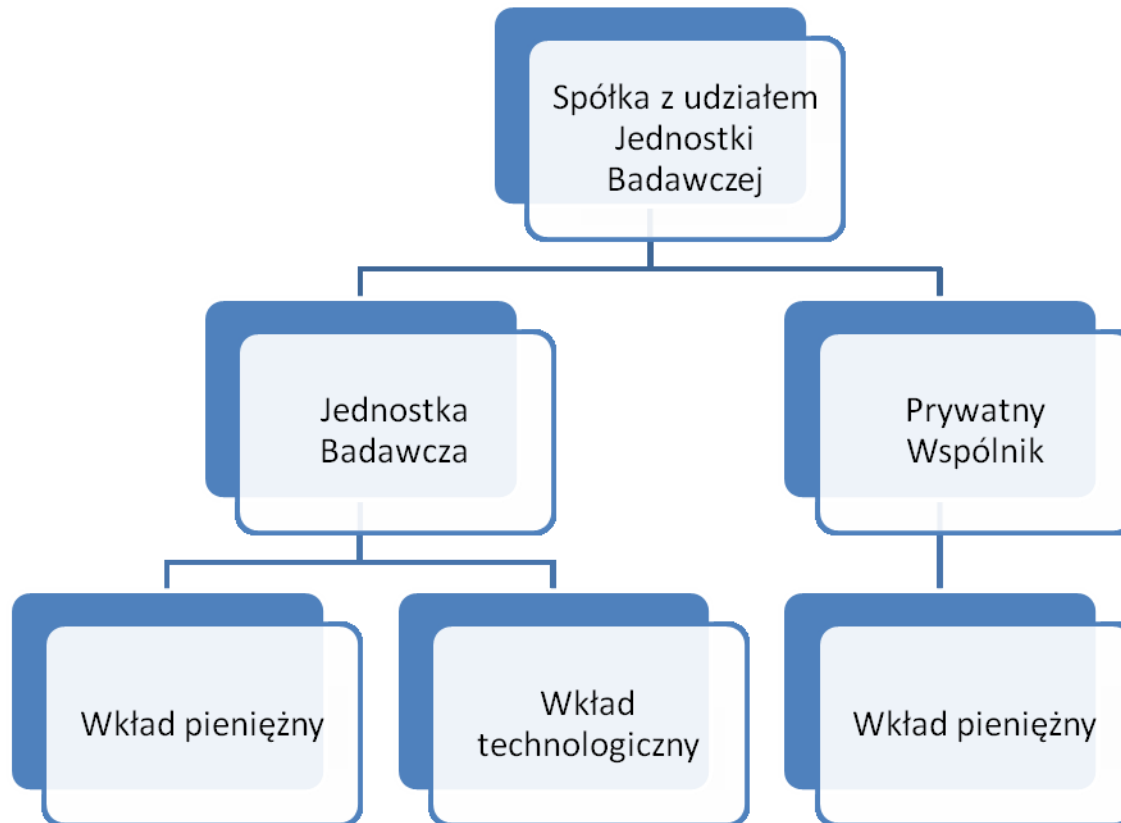 Spółka z udziałem
Jednostki
Badawczej
Jednostka
Badawcza
Prywatny
Wspólnik
Wkład pieniężny
Wkład
technologiczny
Wkład pieniężny